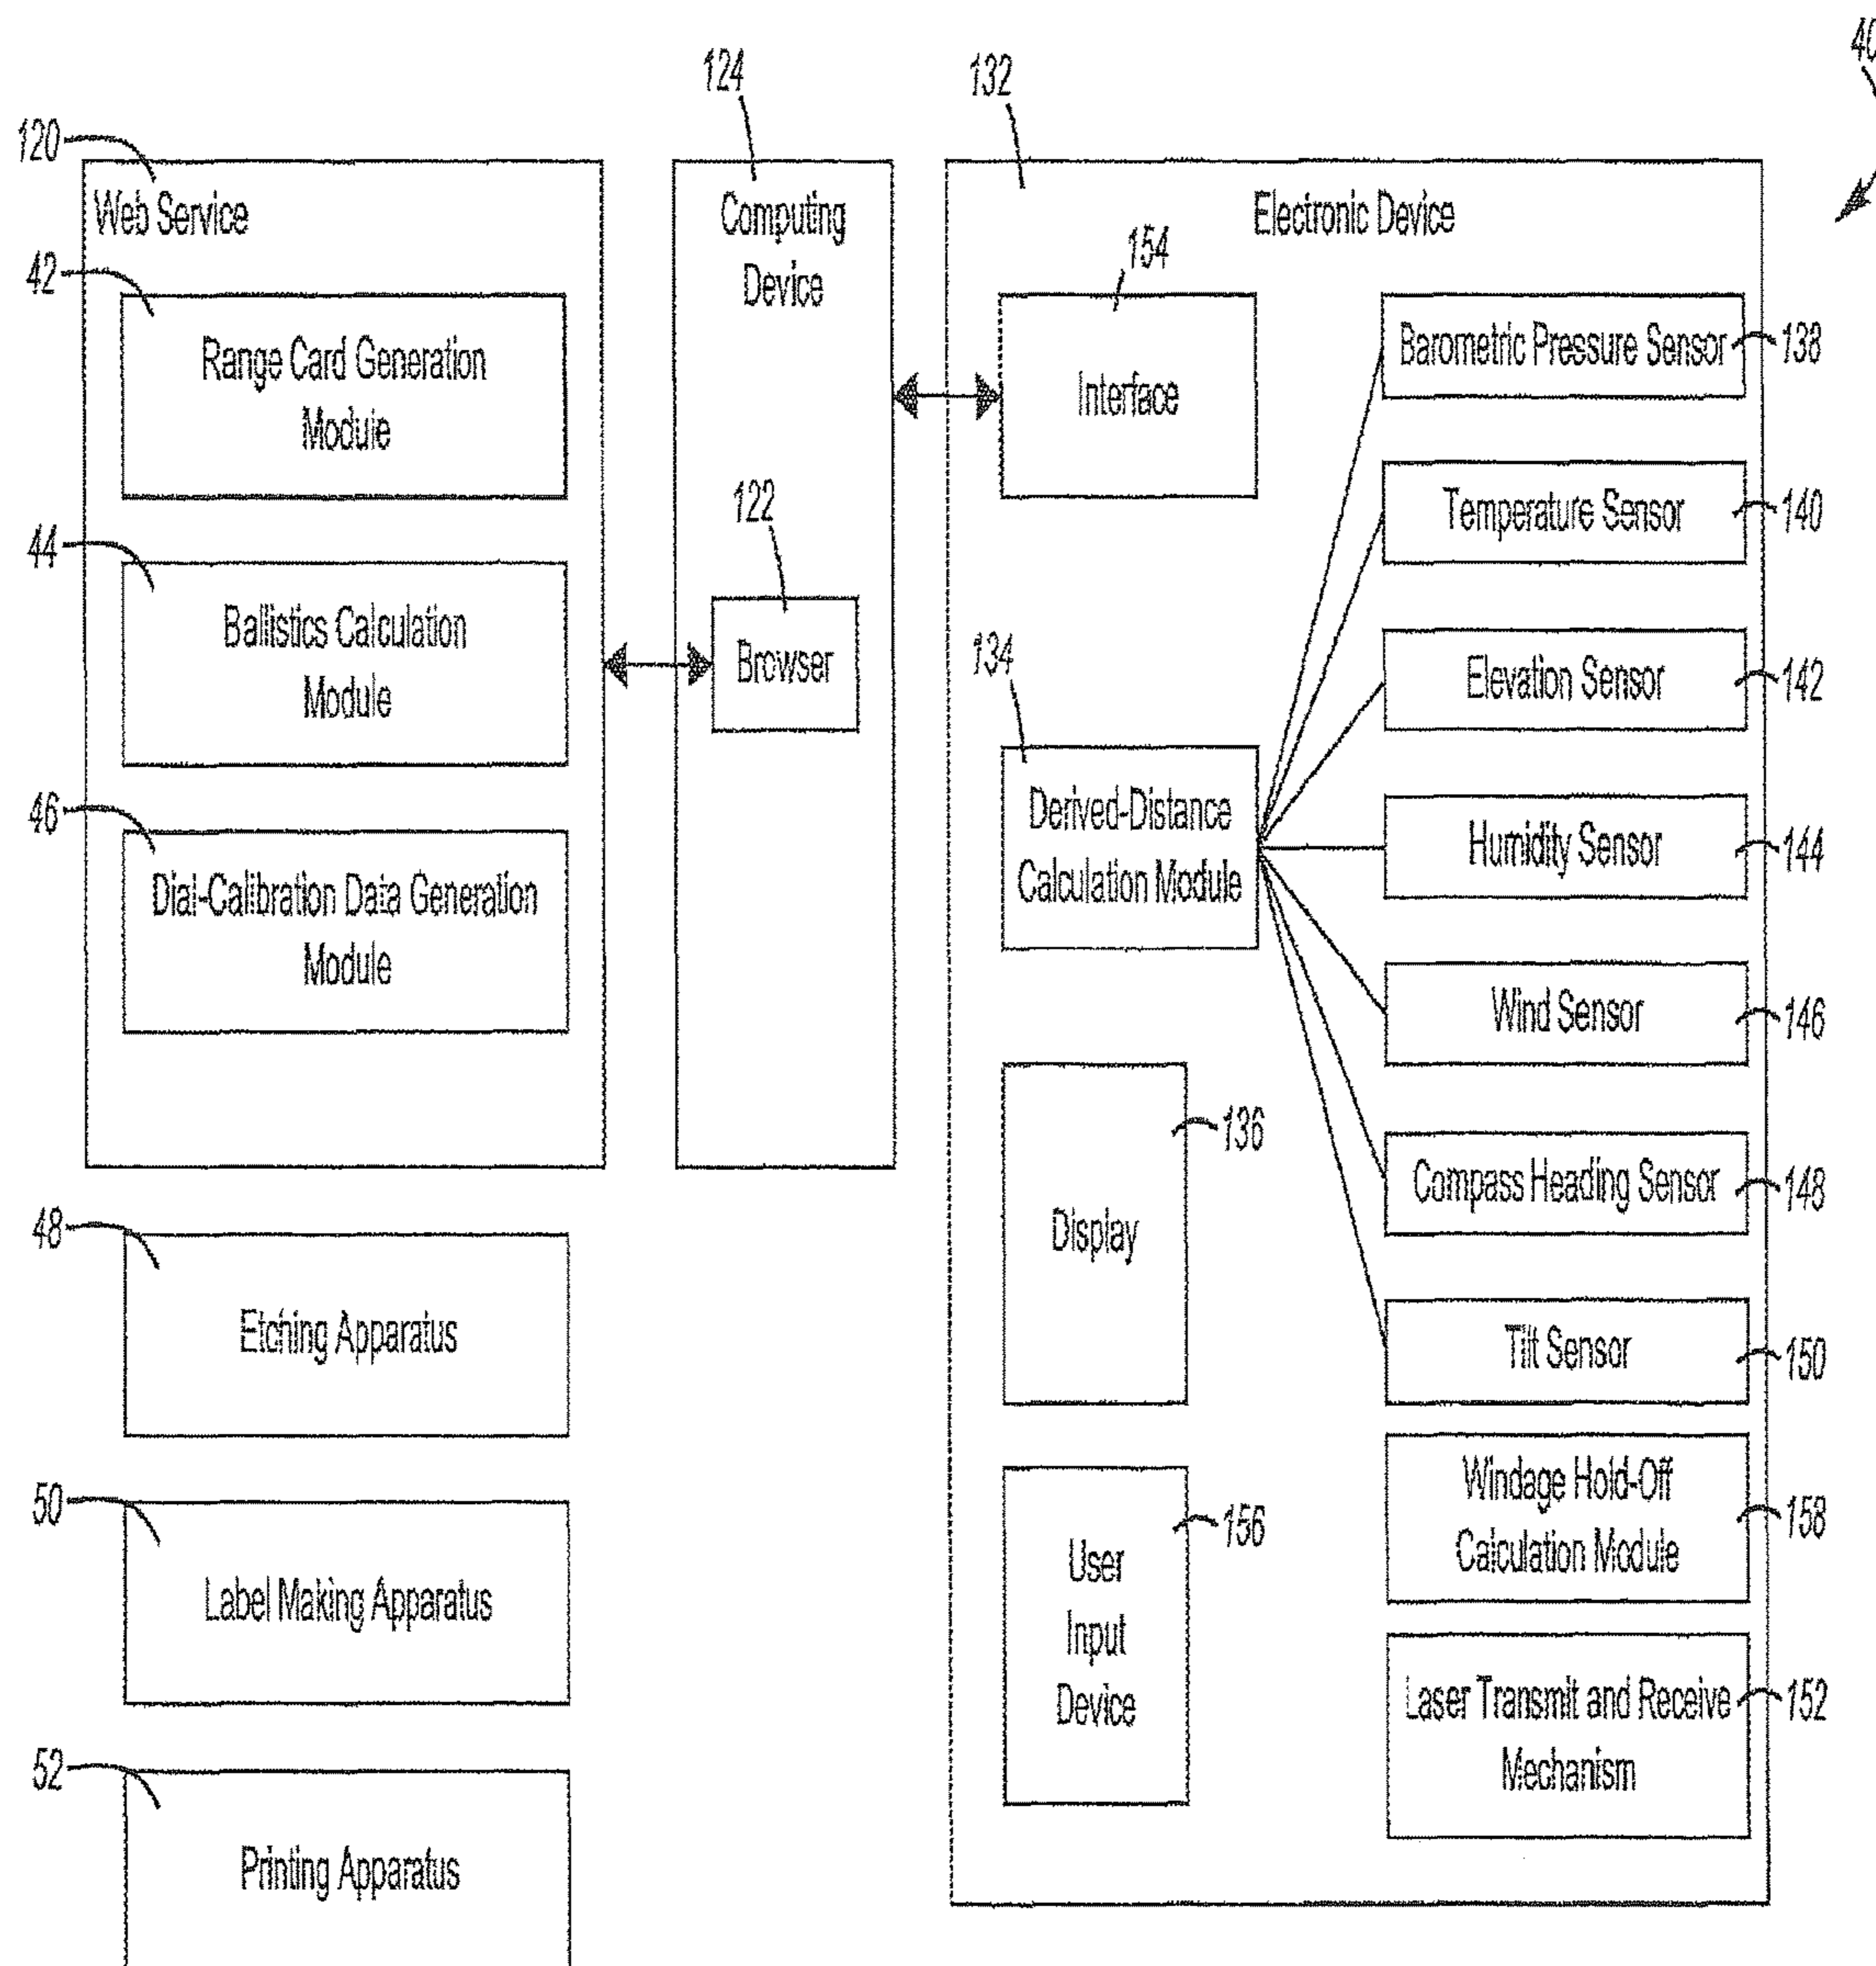 40
124
132
120
Web Service
Computing
Device
Electronic Device
42
Range Card Generation
Module
154
Interface
Barometric Pressure Sensor
138
Temperature Sensor
140
122
Browser
44
Ballistics Calculation
Module
134
Derived-Distance
Calculation Module
Elevation Sensor
142
Humidity Sensor
144
46
Dial-Calibration Data Generation
Module
Wind Sensor
146
136
Display
Compass Heading Sensor
148
Tilt Sensor
150
48
Etching Apparatus
156
User
Input
Device
Windage Hold-Off
Calculation Module
158
50
Label Making Apparatus
Laser Transmit and Receive
Mechanism
152
52
Printing Apparatus